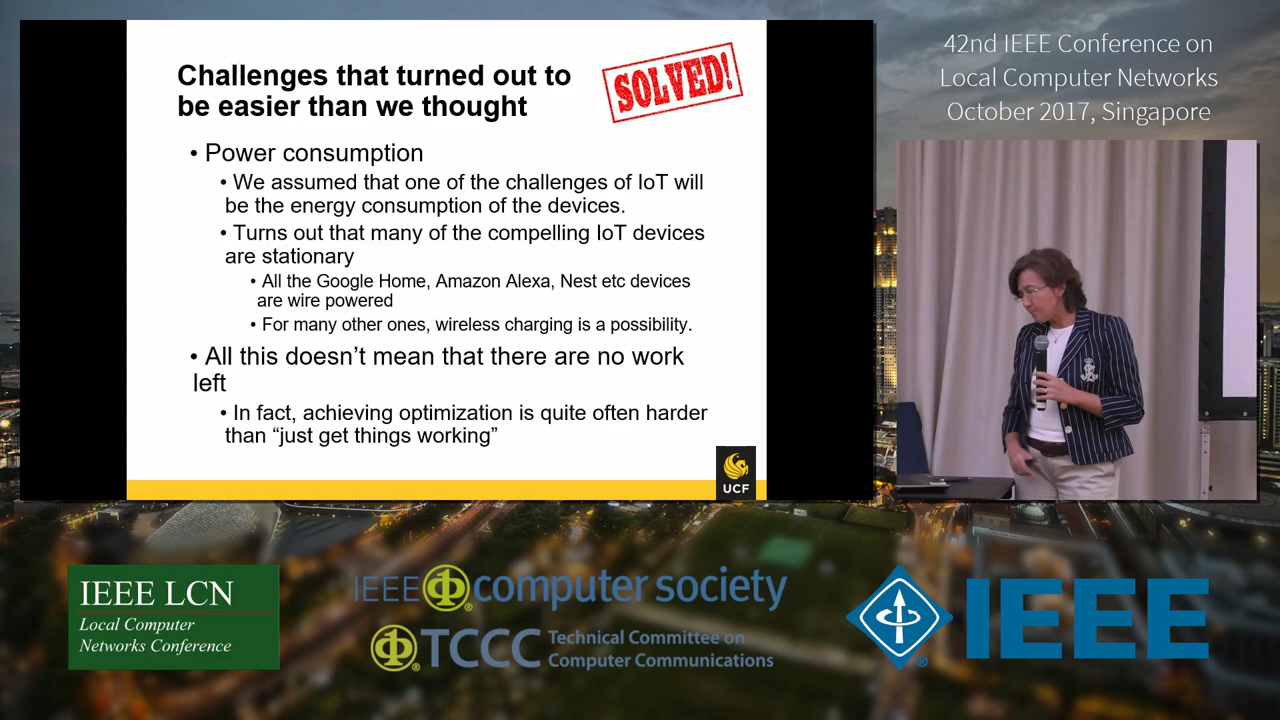 Challenges that turned out to
be easier than we thought
SOLVED!
• Power consumption
• We assumed that one of the challenges of IoT will
be the energy consumption of the devices.
• Turns out that many of the compelling IoT devices
are stationary
• All the Google Home, Amazon Alexa, Nest etc devices
are wire powered
• For many other ones, wireless charging is a possibility.
• All this doesn’t mean that there are no work
left
• In fact, achieving optimization is quite often harder
than “just get things working”
UCF
42nd IEEE Conference on
Local Computer Networks
October 2017, Singapore
IEEE LCN
Local Computer
Networks Conference
IEEE computer society
®
TCCC Technical Committee on
Computer Communications
®
IEEE
®